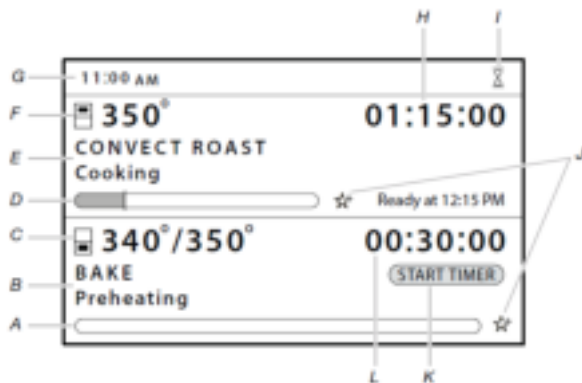 H I
G 11:00 AM
F 350° 01:15:00
E CONVECT ROAST J
Cooking
D Ready at 12:15 PM
C 340°/350° 00:30:00
B BAKE START TIMER
Preheating
A
L K